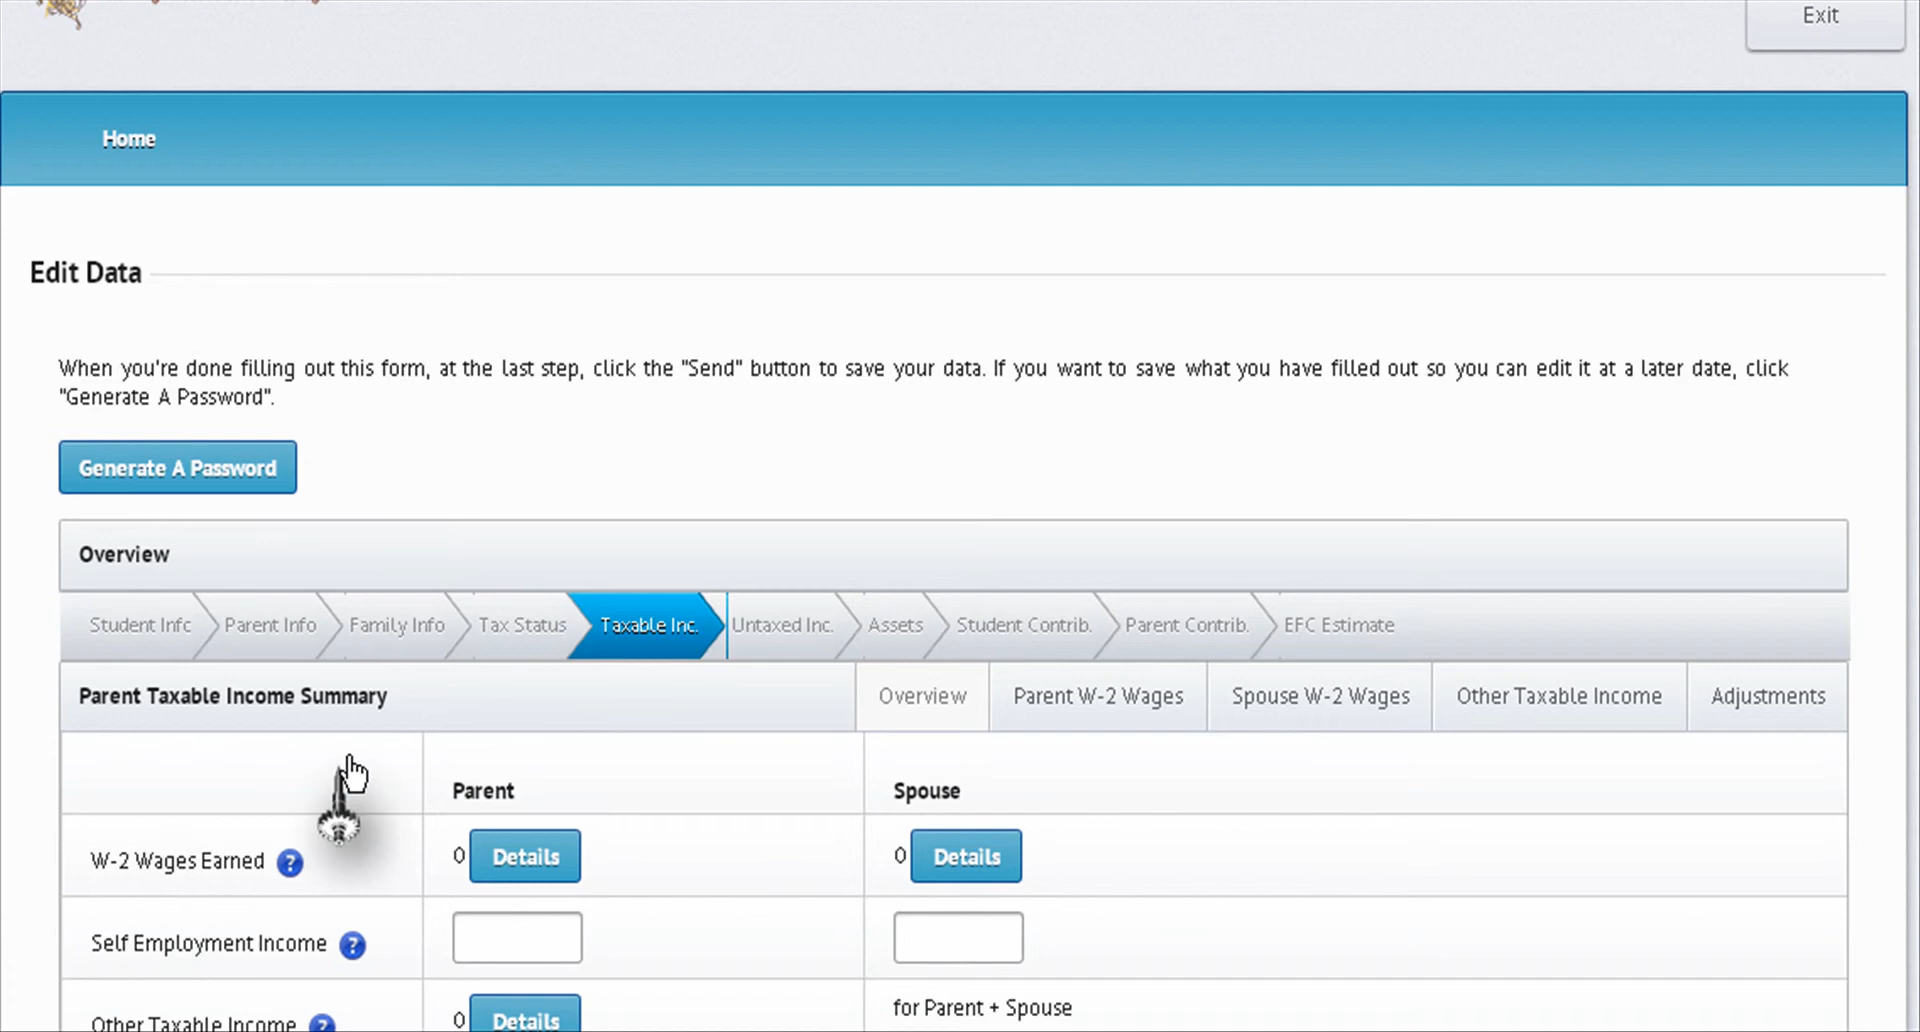 Exit
Home
Edit Data
When you're done filling out this form, at the last step, click the "Send" button to save your data. If you want to save what you have filled out so you can edit it at a later date, click
"Generate A Password".
Generate A Password
Overview
Student Info Parent Info Family Info Tax Status Taxable Inc. Untaxed Inc. Assets Student Contrib. Parent Contrib. EFC Estimate
Parent Taxable Income Summary Overview Parent W-2 Wages Spouse W-2 Wages Other Taxable Income Adjustments
Parent Spouse
W-2 Wages Earned ? 0 Details 0 Details
Self Employment Income ?
for Parent + Spouse
Other Taxable Income ? 0 Details